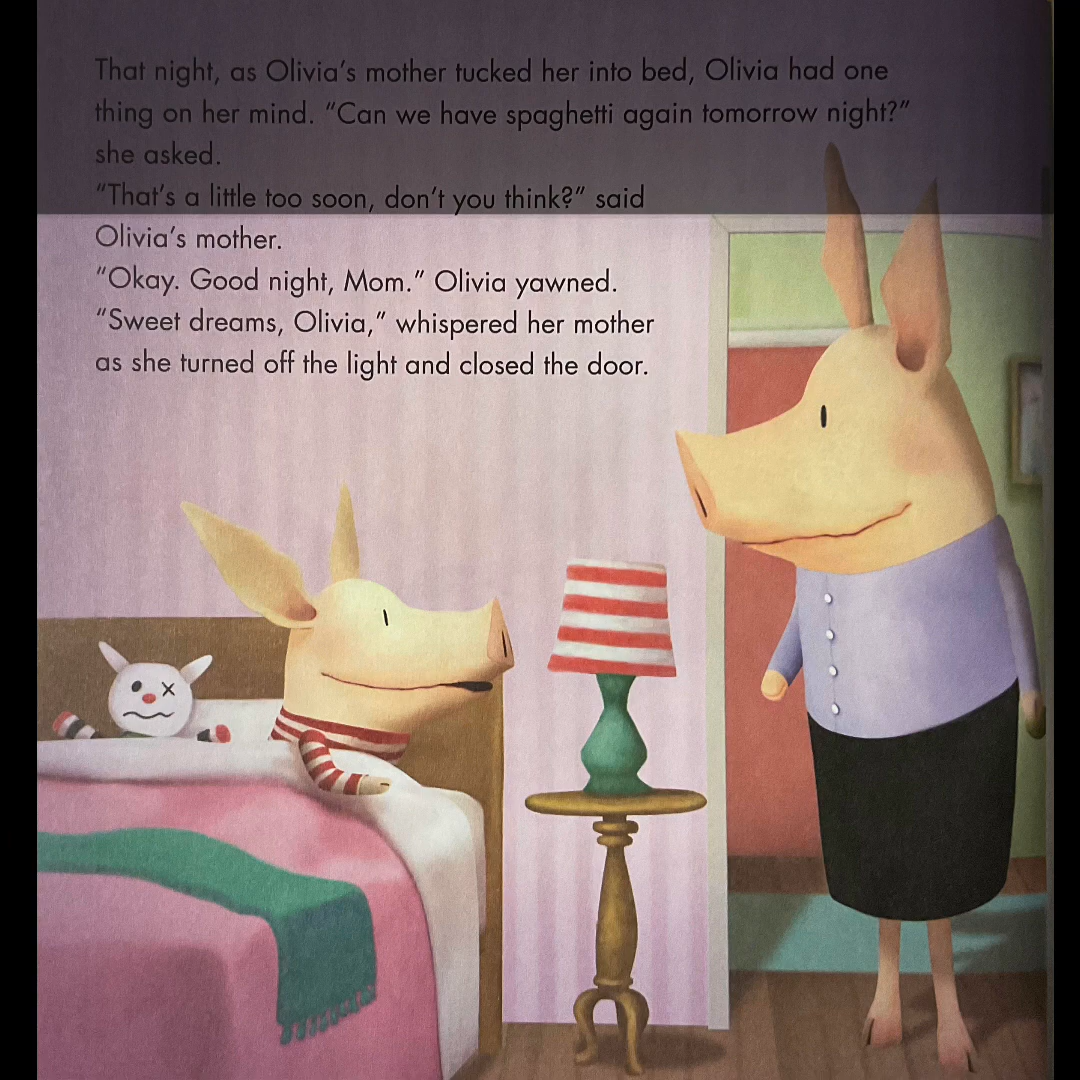 That night, as Olivia's mother tucked her into bed, Olivia had one
thing on her mind. "Can we have spaghetti again tomorrow night?"
she asked.
"That's a little too soon, don't you think?" said
Olivia's mother.
"Okay. Good night, Mom." Olivia yawned.
"Sweet dreams, Olivia," whispered her mother
as she turned off the light and closed the door.